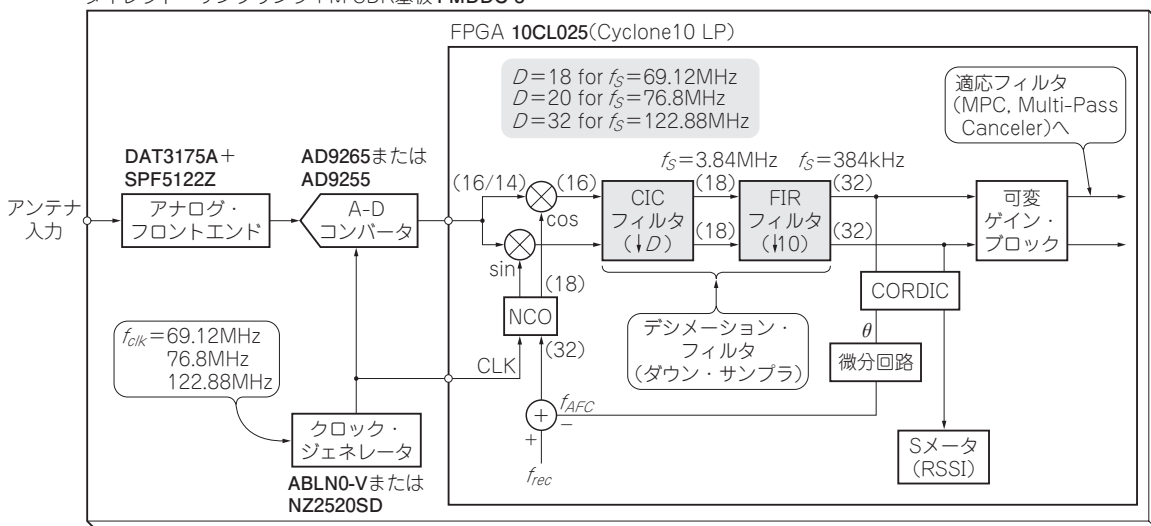 FPGA 10CL025(Cyclone10 LP)
D=18 for fS=69.12MHz
D=20 for fS=76.8MHz
D=32 for fS=122.88MHz
適応フィルタ
(MPC, Multi-Pass
Canceler)へ
DAT3175A+
SPF5122Z
AD9265または
AD9255
fS=3.84MHz
fS=384kHz
アンテナ
入力
アナログ・
フロントエンド
A-D
コンバータ
(16/14)
(16)
cos
sin
CIC
フィルタ
(↓D)
(18)
(18)
FIR
フィルタ
(↓10)
(32)
(32)
可変
ゲイン・
ブロック
(18)
NCO
(32)
CLK
デシメーション・
フィルタ
(ダウン・サンプラ)
CORDIC
θ
微分回路
fclk=69.12MHz
76.8MHz
122.88MHz
クロック・
ジェネレータ
ABLN0-Vまたは
NZ2520SD
+
+
−
fAFC
frec
Sメータ
(RSSI)